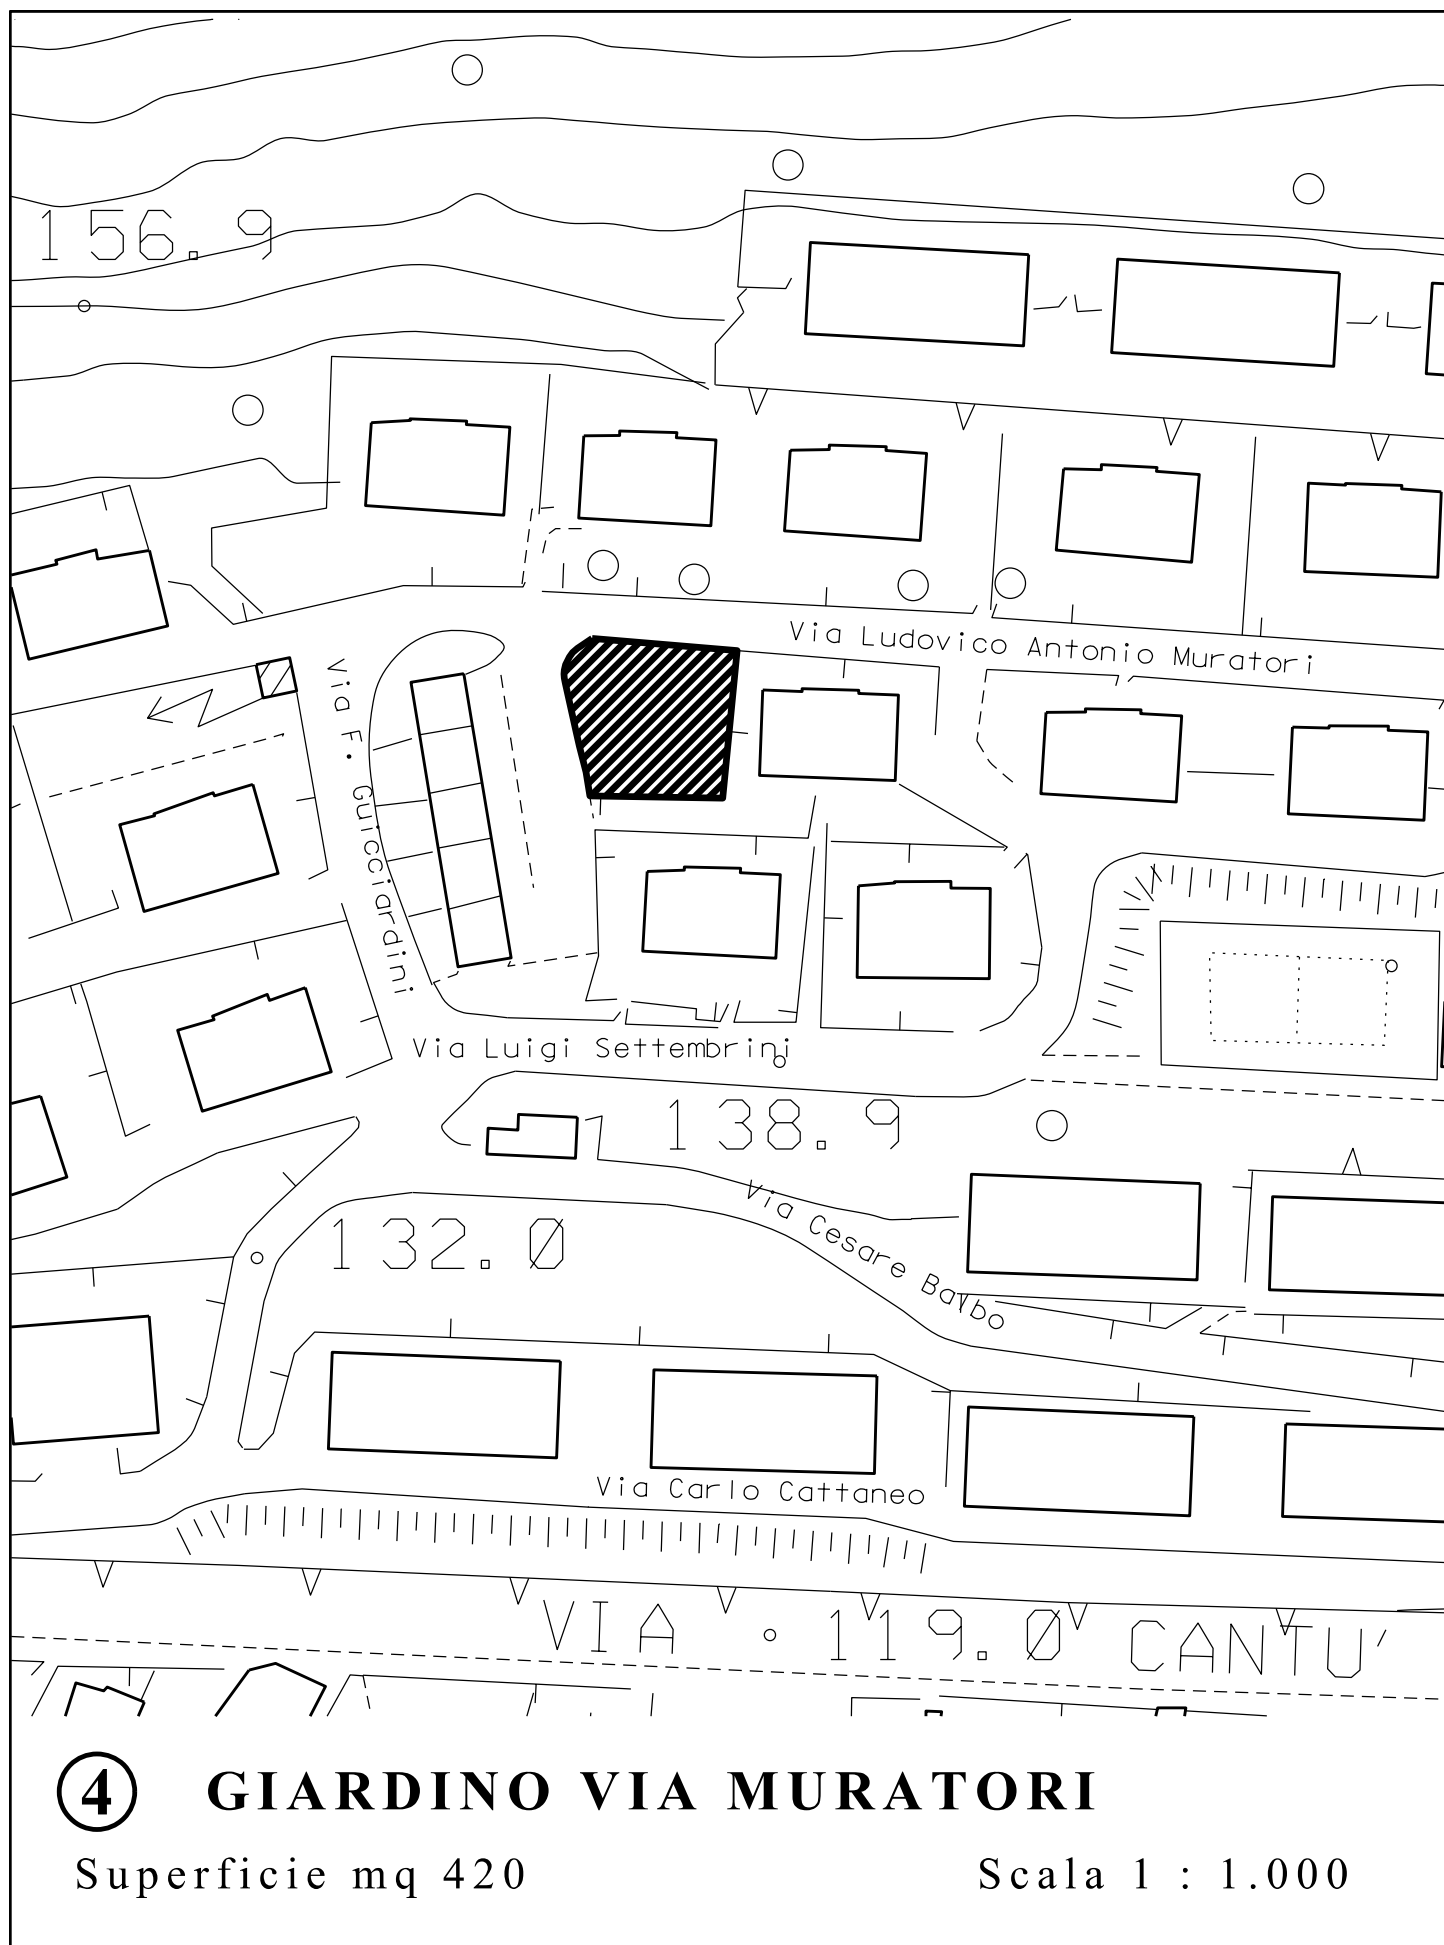 156.9
Via Ludovico Antonio Muratori
Via F. Guicciardini
Via Luigi Settembrini
138.9
Via Cesare Balbo
132.0
Via Carlo Cattaneo
VIA CANTU'
119.0
4 GIARDINO VIA MURATORI
Superficie mq 420 Scala 1 : 1.000